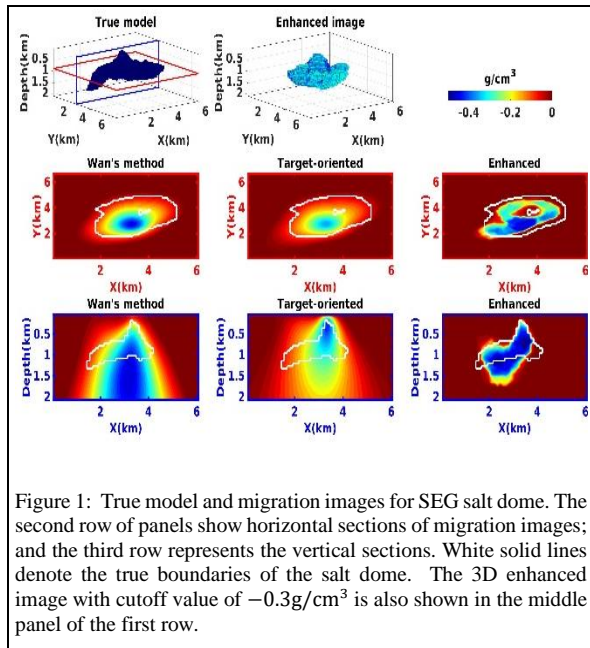 True model
Enhanced image
Depth(km)
0.5
1
1.5
2
Y(km)
2
4
6
X(km)
2
4
6
Depth(km)
0.5
1
1.5
2
Y(km)
2
4
6
X(km)
2
4
6
g/cm³
-0.4 -0.2 0
Wan's method
Target-oriented
Enhanced
Y(km)
6
4
2
2 4 6
X(km)
Y(km)
6
4
2
2 4 6
X(km)
Y(km)
6
4
2
2 4 6
X(km)
Wan's method
Target-oriented
Enhanced
Depth(km)
0.5
1
1.5
2
2 4 6
X(km)
Depth(km)
0.5
1
1.5
2
2 4 6
X(km)
Depth(km)
0.5
1
1.5
2
2 4 6
X(km)
Figure 1: True model and migration images for SEG salt dome. The
second row of panels show horizontal sections of migration images;
and the third row represents the vertical sections. White solid lines
denote the true boundaries of the salt dome. The 3D enhanced
image with cutoff value of −0.3g/cm³ is also shown in the middle
panel of the first row.